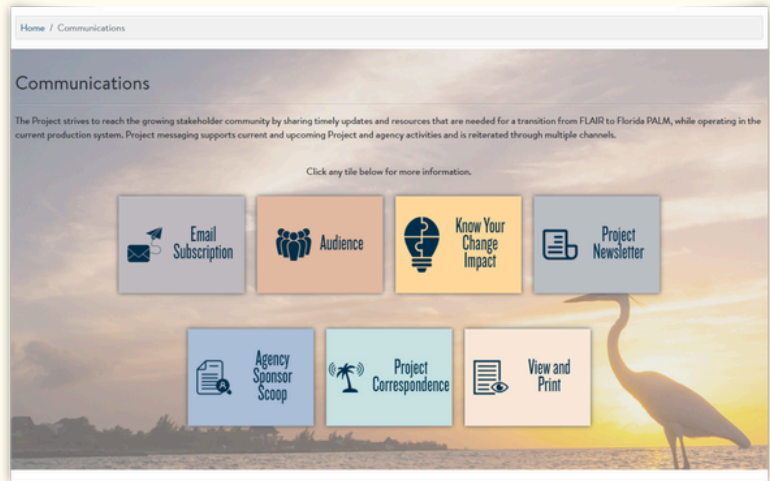 Home / Communications
Communications
The Project strives to reach the growing stakeholder community by sharing timely updates and resources that are needed for a transition from FLAIR to Florida PALM, while operating in the
current production system. Project messaging supports current and upcoming Project and agency activities and is reiterated through multiple channels.
Click any tile below for more information.
Email
Subscription
Audience
Know Your
Change
Impact
Project
Newsletter
Agency
Sponsor
Scoop
Project
Correspondence
View and
Print